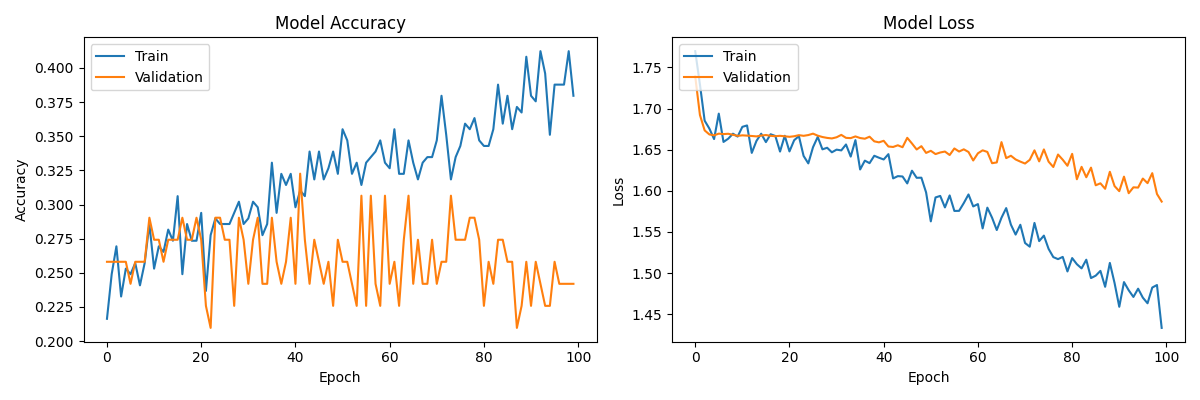 Model Accuracy
Train
Validation
0.400
0.375
0.350
0.325
0.300
0.275
0.250
0.225
0.200
Accuracy
0 20 40 60 80 100
Epoch
Model Loss
Train
Validation
1.75
1.70
1.65
1.60
1.55
1.50
1.45
Loss
0 20 40 60 80 100
Epoch